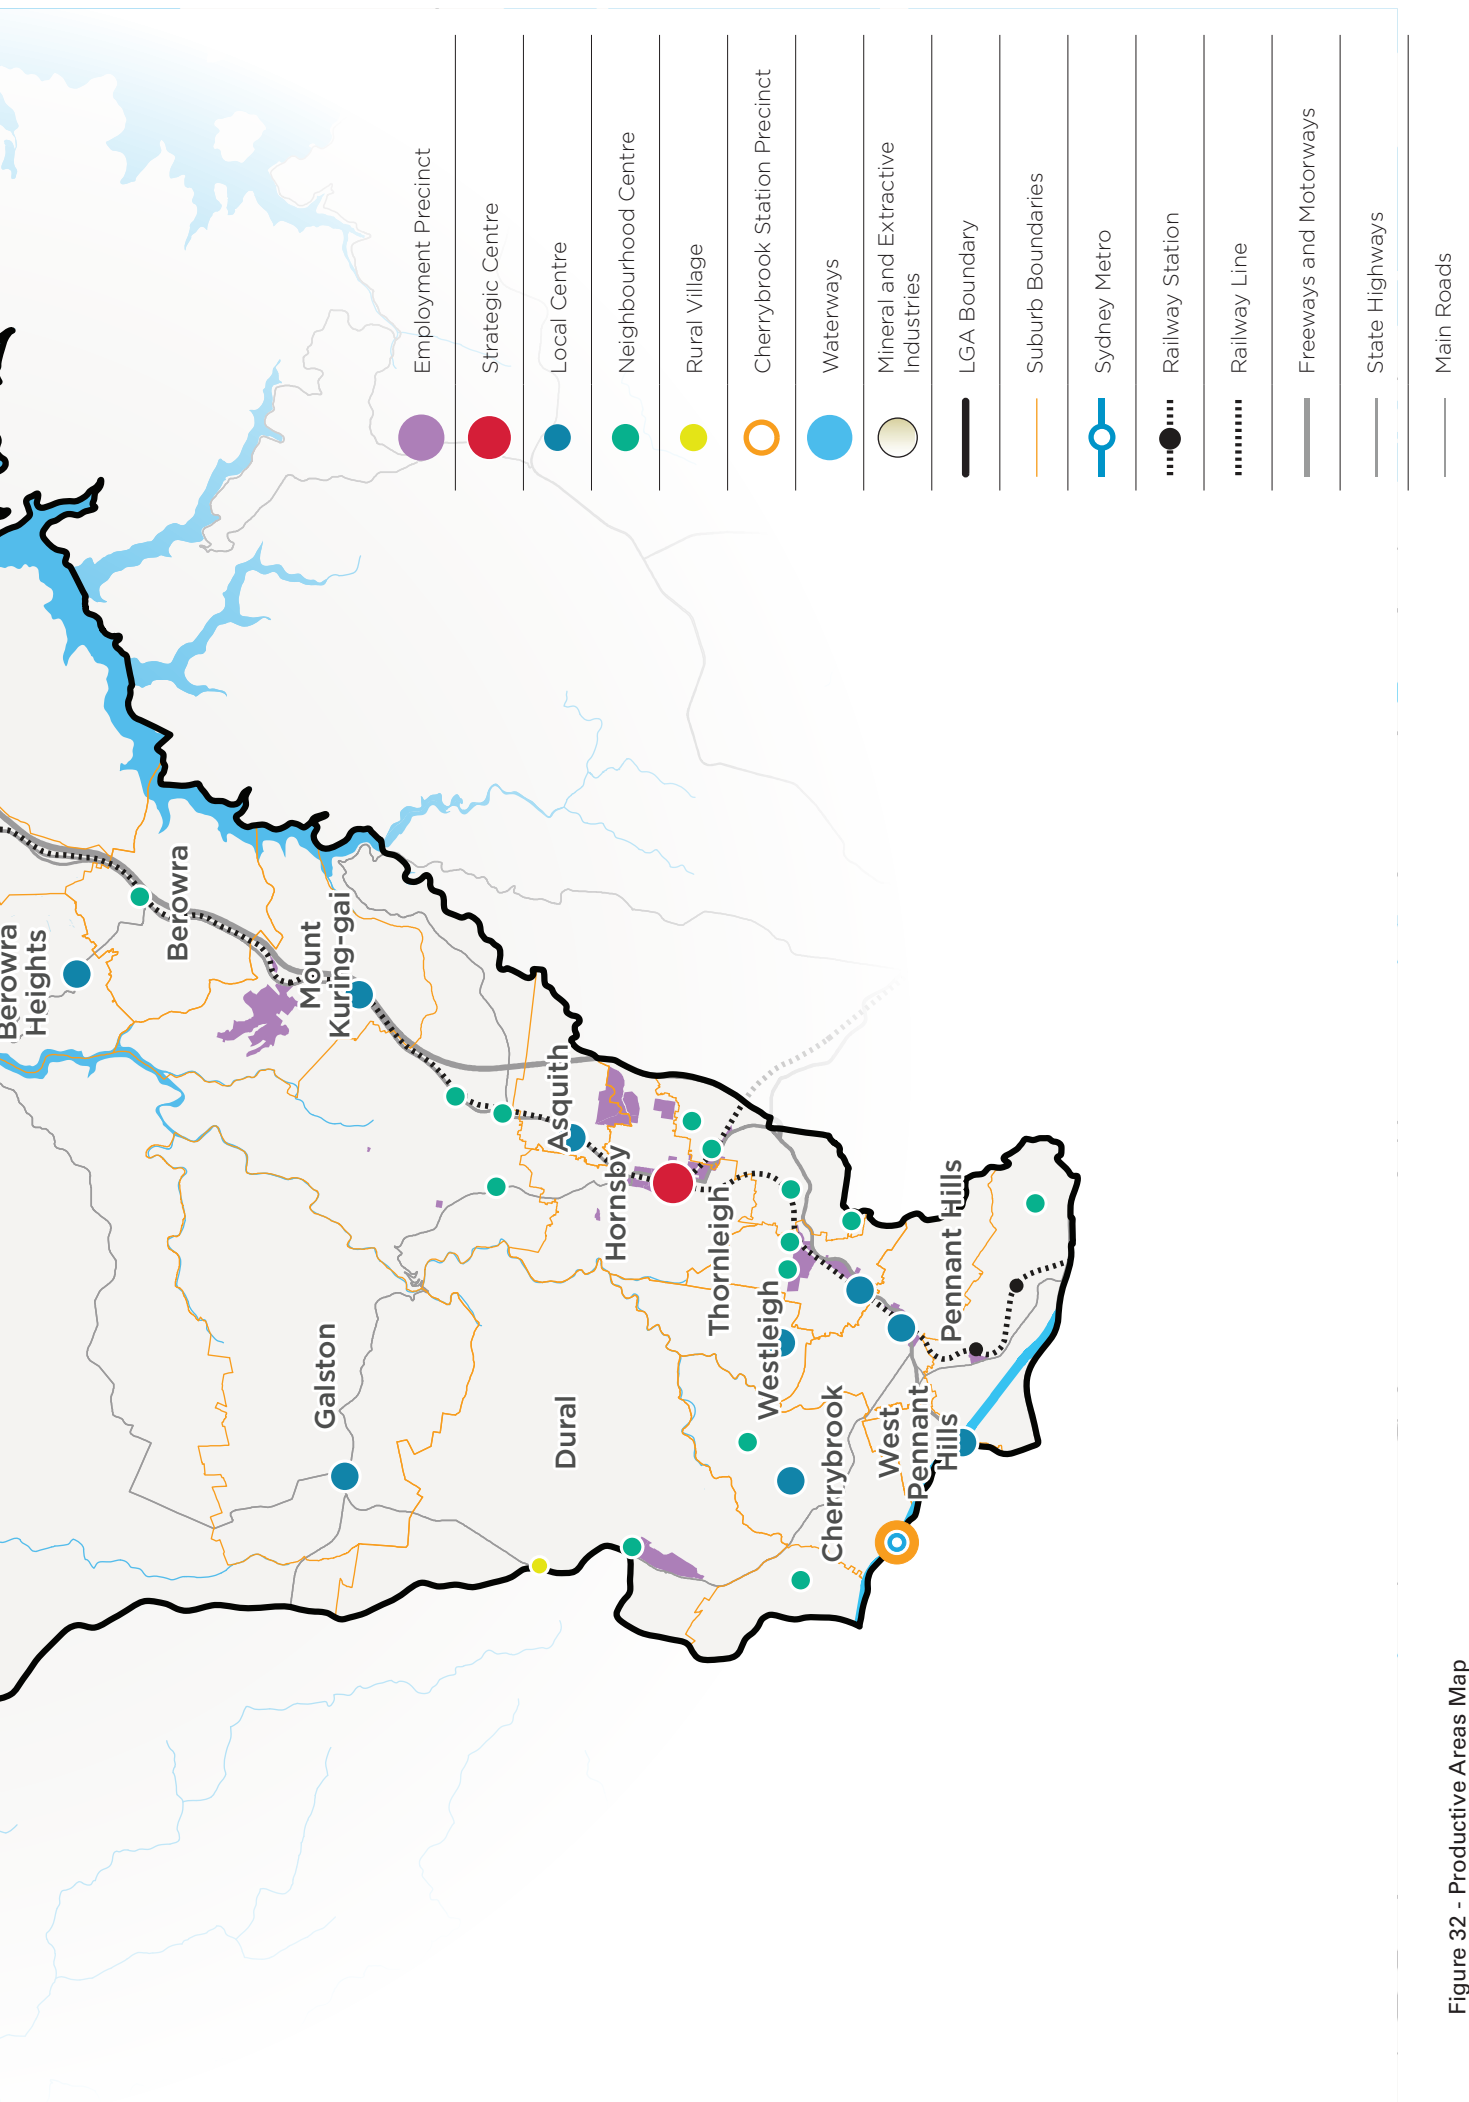 Berowra
Heights
Berowra
Mount
Kuring-gai
Galston
Asquith
Dural
Hornsby
Thornleigh
Westleigh
Cherrybrook
West
Pennant
Hills
Pennant Hills
Employment Precinct
Strategic Centre
Local Centre
Neighbourhood Centre
Rural Village
Cherrybrook Station Precinct
Waterways
Mineral and Extractive
Industries
LGA Boundary
Suburb Boundaries
Sydney Metro
Railway Station
Railway Line
Freeways and Motorways
State Highways
Main Roads
Figure 32 - Productive Areas Map